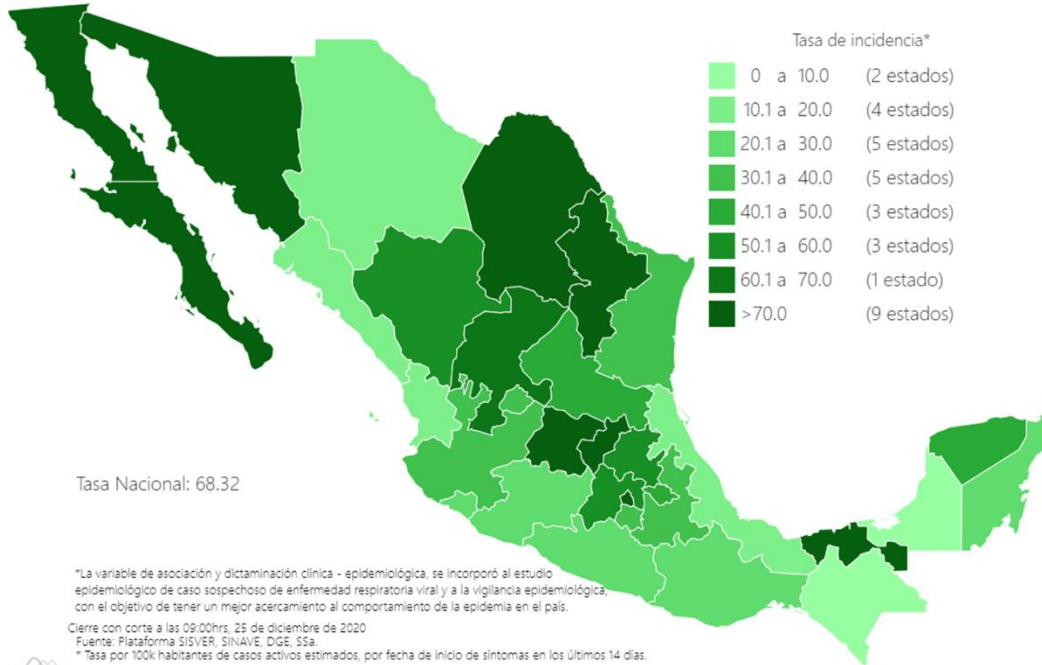 Tasa de incidencia*
0 a 10.0 (2 estados)
10.1 a 20.0 (4 estados)
20.1 a 30.0 (5 estados)
30.1 a 40.0 (5 estados)
40.1 a 50.0 (3 estados)
50.1 a 60.0 (3 estados)
60.1 a 70.0 (1 estado)
>70.0 (9 estados)
Tasa Nacional: 68.32
*La variable de asociación y dictaminación clínica - epidemiológica, se incorporó al estudio
epidemiológico de caso sospechoso de enfermedad respiratoria viral y a la vigilancia epidemiológica,
con el objetivo de tener un mejor acercamiento al comportamiento de la epidemia en el país.
Cierre con corte a las 09:00hrs, 25 de diciembre de 2020
Fuente: Plataforma SISVER, SINAVE, DGE, SSa.
* Tasa por 100k habitantes de casos activos estimados, por fecha de inicio de síntomas en los últimos 14 días.